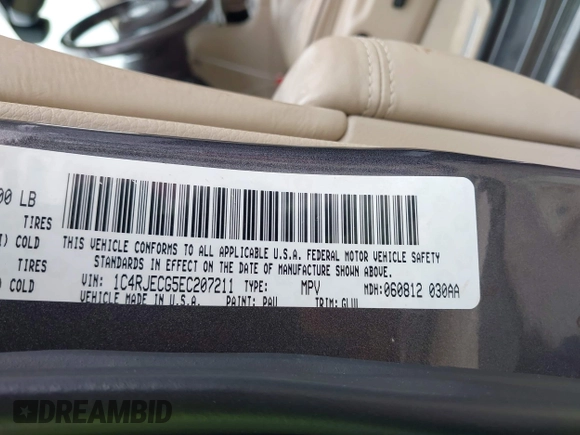 00 LB
TIRES
) COLD
TIRES
) COLD
THIS VEHICLE CONFORMS TO ALL APPLICABLE U.S.A. FEDERAL MOTOR VEHICLE SAFETY
STANDARDS IN EFFECT ON THE DATE OF MANUFACTURE SHOWN ABOVE.
VIN: 1C4RJECG5EC207211 TYPE: MPV MDH: 060812 030AA
VEHICLE MADE IN U.S.A. PAINT: PAU TRIM:
DREAMBID